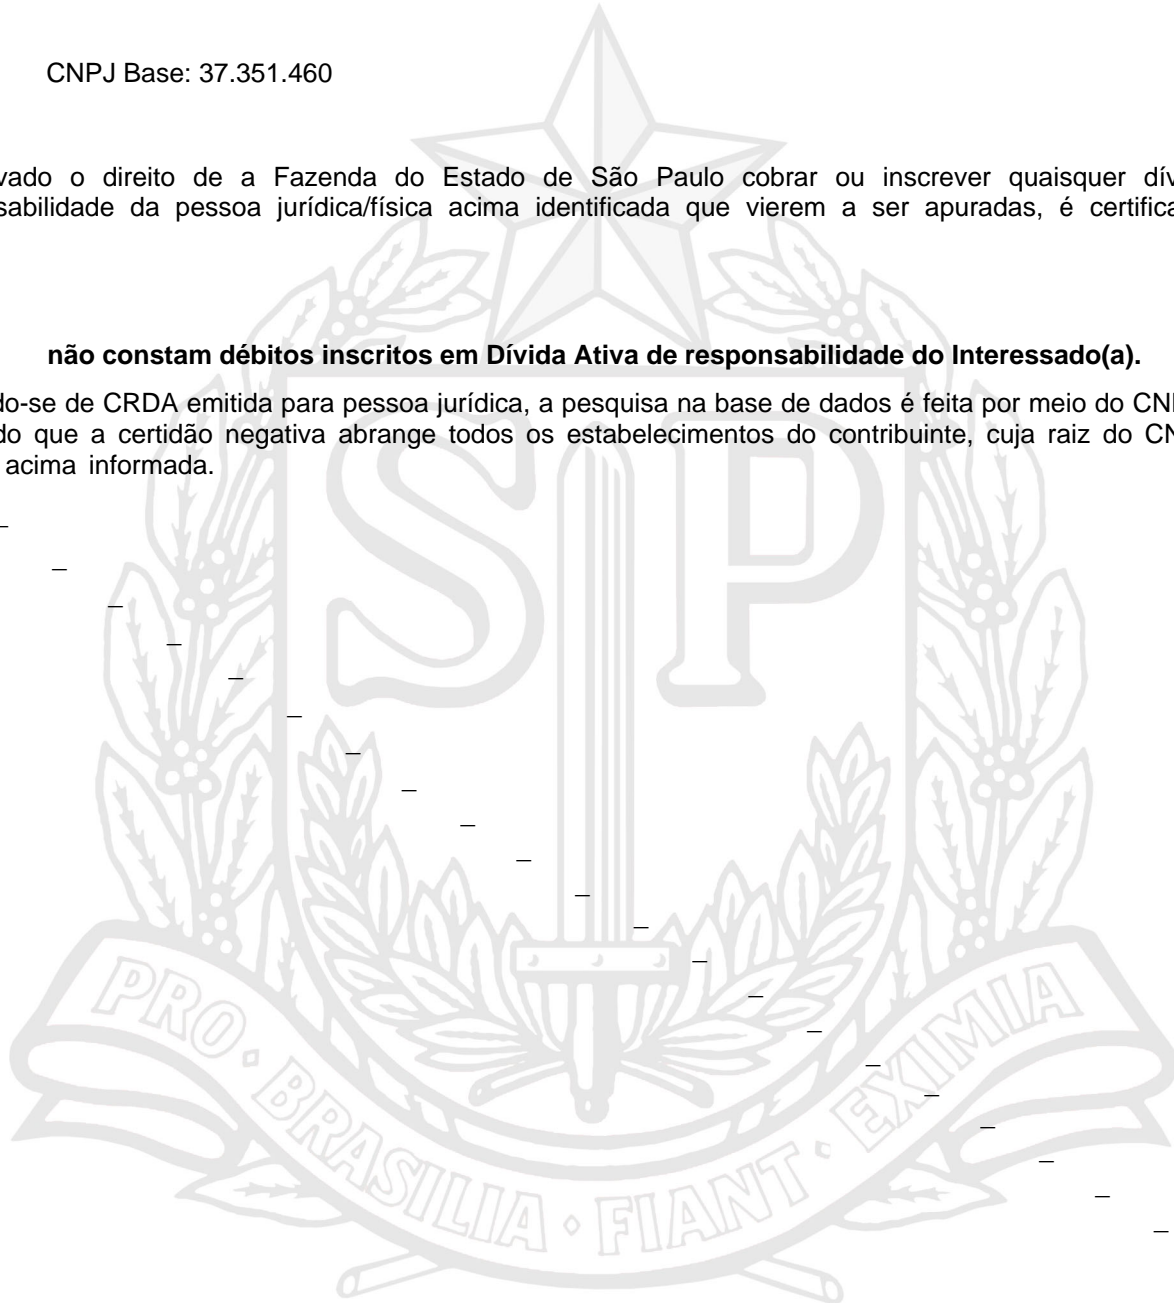 CNPJ Base: 37.351.460
vado o direito de a Fazenda do Estado de São Paulo cobrar ou inscrever quaisquer dív
sabilidade da pessoa jurídica/física acima identificada que vierem a ser apuradas, é certifica
não constam débitos inscritos em Dívida Ativa de responsabilidade do Interessado(a).
do-se de CRDA emitida para pessoa jurídica, a pesquisa na base de dados é feita por meio do CN
do que a certidão negativa abrange todos os estabelecimentos do contribuinte, cuja raiz do CN
acima informada.
SP
PRO • BRASILIA • FIANT • EXIMIA